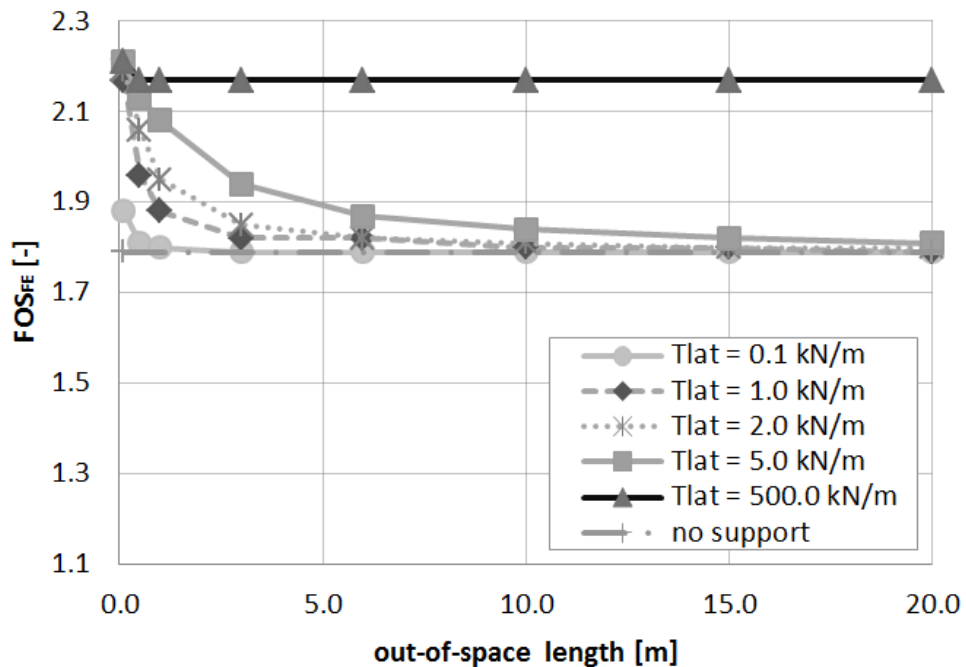 2.3
2.1
1.9
1.7
1.5
1.3
1.1
FOSFE [-]
Tlat = 0.1 kN/m
Tlat = 1.0 kN/m
Tlat = 2.0 kN/m
Tlat = 5.0 kN/m
Tlat = 500.0 kN/m
no support
0.0 5.0 10.0 15.0 20.0
out-of-space length [m]